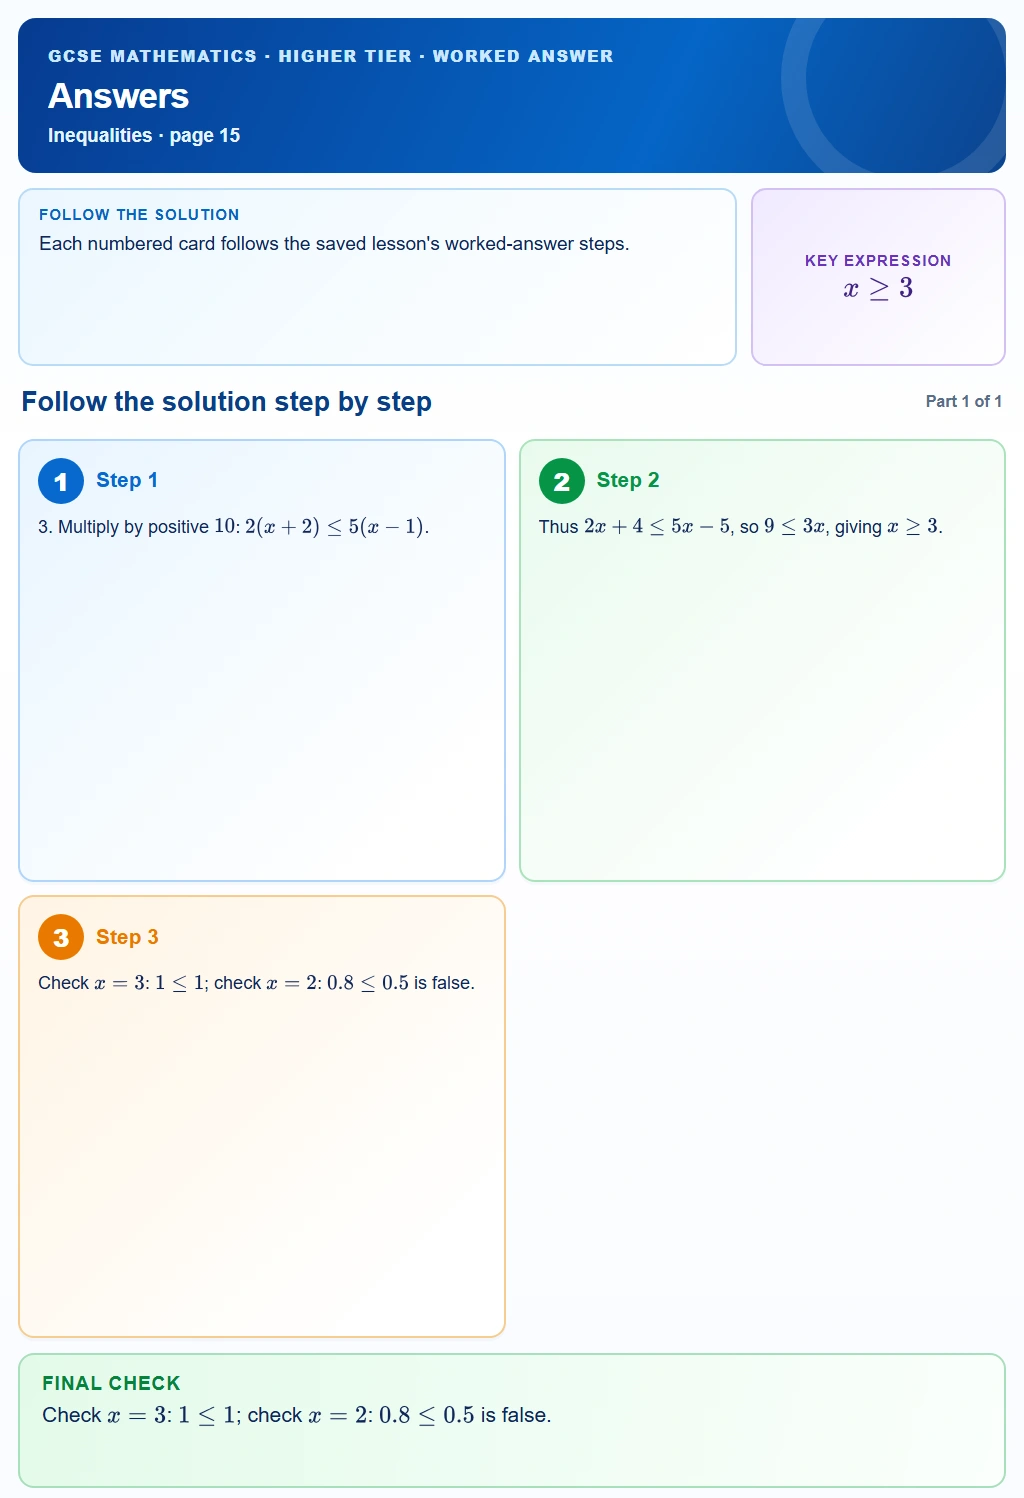 GCSE MATHEMATICS · HIGHER TIER · WORKED ANSWER
Answers
Inequalities · page 15
FOLLOW THE SOLUTION
Each numbered card follows the saved lesson's worked-answer steps.
KEY EXPRESSION
x ≥ 3
Follow the solution step by step
Part 1 of 1
1 Step 1
3. Multiply by positive 10: 2(x + 2) ≤ 5(x − 1).
2 Step 2
Thus 2x + 4 ≤ 5x − 5, so 9 ≤ 3x, giving x ≥ 3.
3 Step 3
Check x = 3: 1 ≤ 1; check x = 2: 0.8 ≤ 0.5 is false.
FINAL CHECK
Check x = 3: 1 ≤ 1; check x = 2: 0.8 ≤ 0.5 is false.